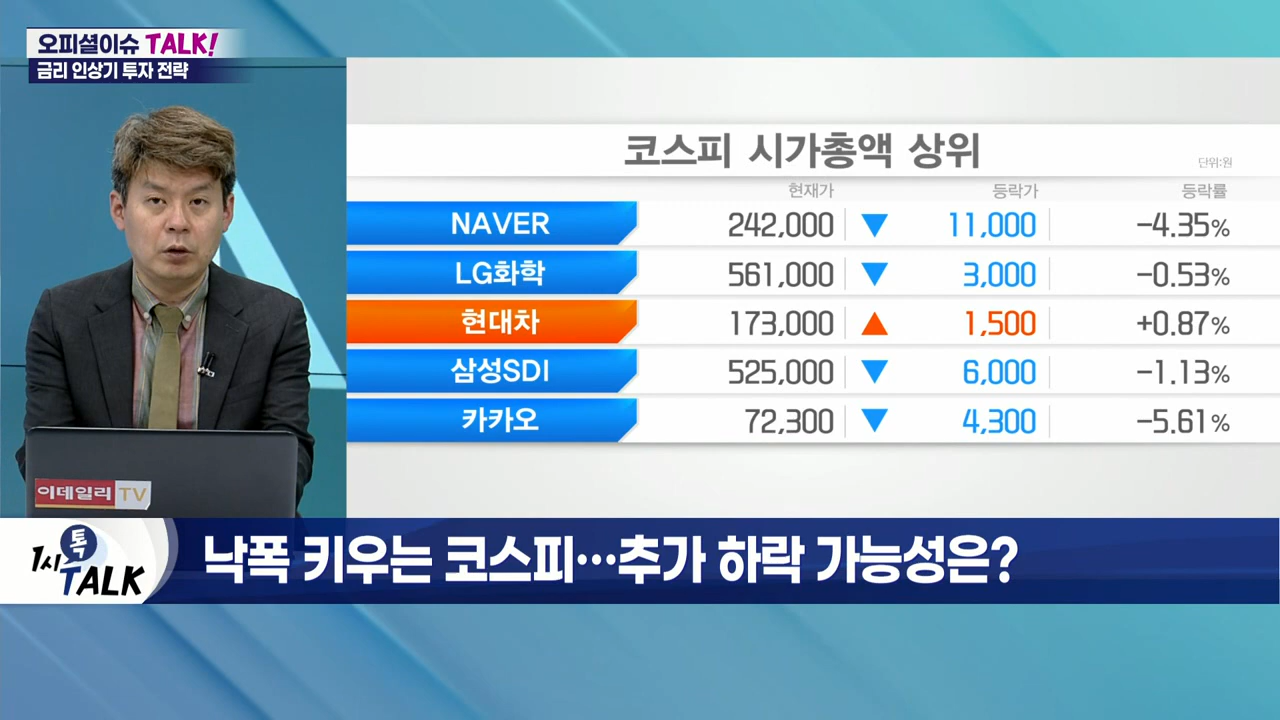 오피셜이슈 TALK!
금리 인상기 투자 전략
코스피 시가총액 상위
단위:원
현재가 등락가 등락률
NAVER 242,000 ▼ 11,000 -4.35%
LG화학 561,000 ▼ 3,000 -0.53%
현대차 173,000 ▲ 1,500 +0.87%
삼성SDI 525,000 ▼ 6,000 -1.13%
카카오 72,300 ▼ 4,300 -5.61%
이데일리TV
1시톡 TALK
낙폭 키우는 코스피…추가 하락 가능성은?